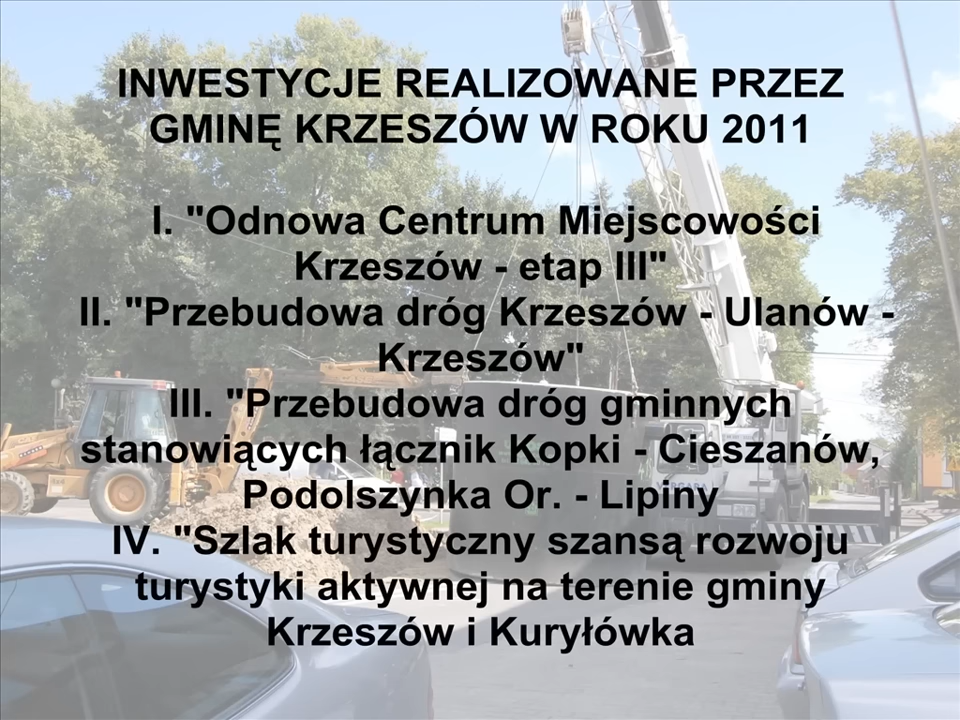 INWESTYCJE REALIZOWANE PRZEZ
GMINĘ KRZESZÓW W ROKU 2011
I. "Odnowa Centrum Miejscowości
Krzeszów - etap III"
II. "Przebudowa dróg Krzeszów - Ulanów -
Krzeszów"
III. "Przebudowa dróg gminnych
stanowiących łącznik Kopki - Cieszanów,
Podolszynka Or. - Lipiny
IV. "Szlak turystyczny szansą rozwoju
turystyki aktywnej na terenie gminy
Krzeszów i Kuryłówka